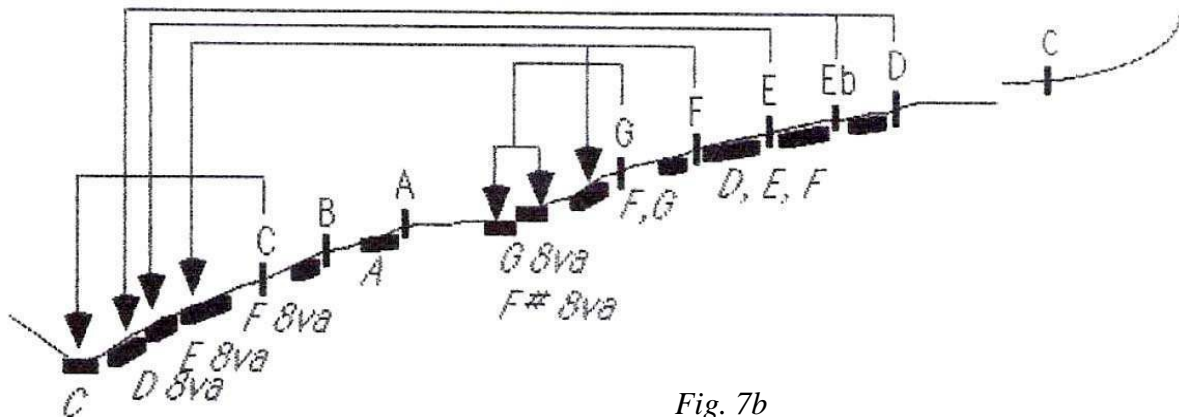 C
D
Eb
E
F
G
A
B
C
D, E, F
F, G
G 8va
F# 8va
A
F 8va
E 8va
D 8va
C
Fig. 7b